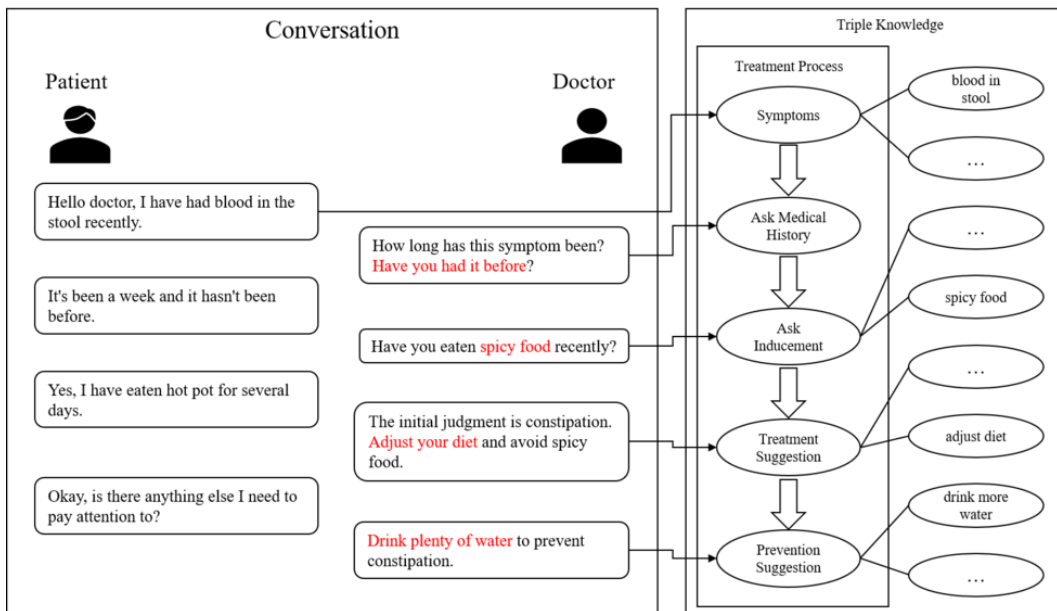 Conversation
Patient
Doctor
Hello doctor, I have had blood in the
stool recently.
How long has this symptom been?
Have you had it before?
It's been a week and it hasn't been
before.
Have you eaten spicy food recently?
Yes, I have eaten hot pot for several
days.
The initial judgment is constipation.
Adjust your diet and avoid spicy
food.
Okay, is there anything else I need to
pay attention to?
Drink plenty of water to prevent
constipation.
Triple Knowledge
Treatment Process
Symptoms
Ask Medical
History
Ask
Inducement
Treatment
Suggestion
Prevention
Suggestion
blood in
stool
...
...
spicy food
...
adjust diet
drink more
water
...